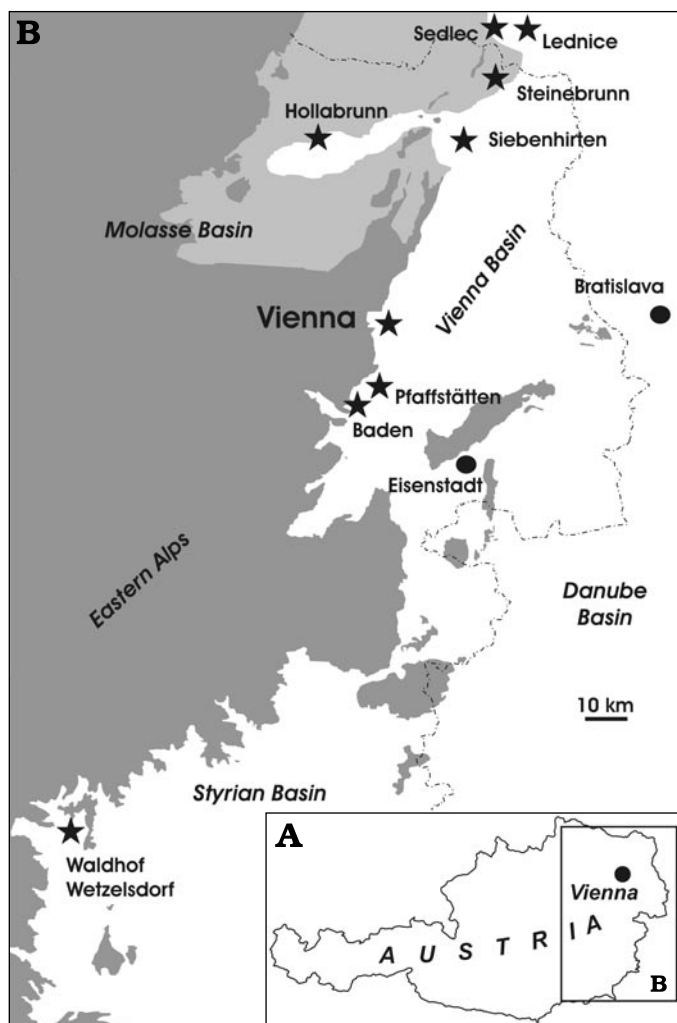 B
Sedlec
Lednice
Steinebrunn
Hollabrunn
Siebenhirten
Molasse Basin
Vienna Basin
Bratislava
Vienna
Pfaffstätten
Baden
Eisenstadt
Eastern Alps
Danube
Basin
10 km
Styrian Basin
Waldhof
Wetzelsdorf
A
Vienna
AUSTRIA
B